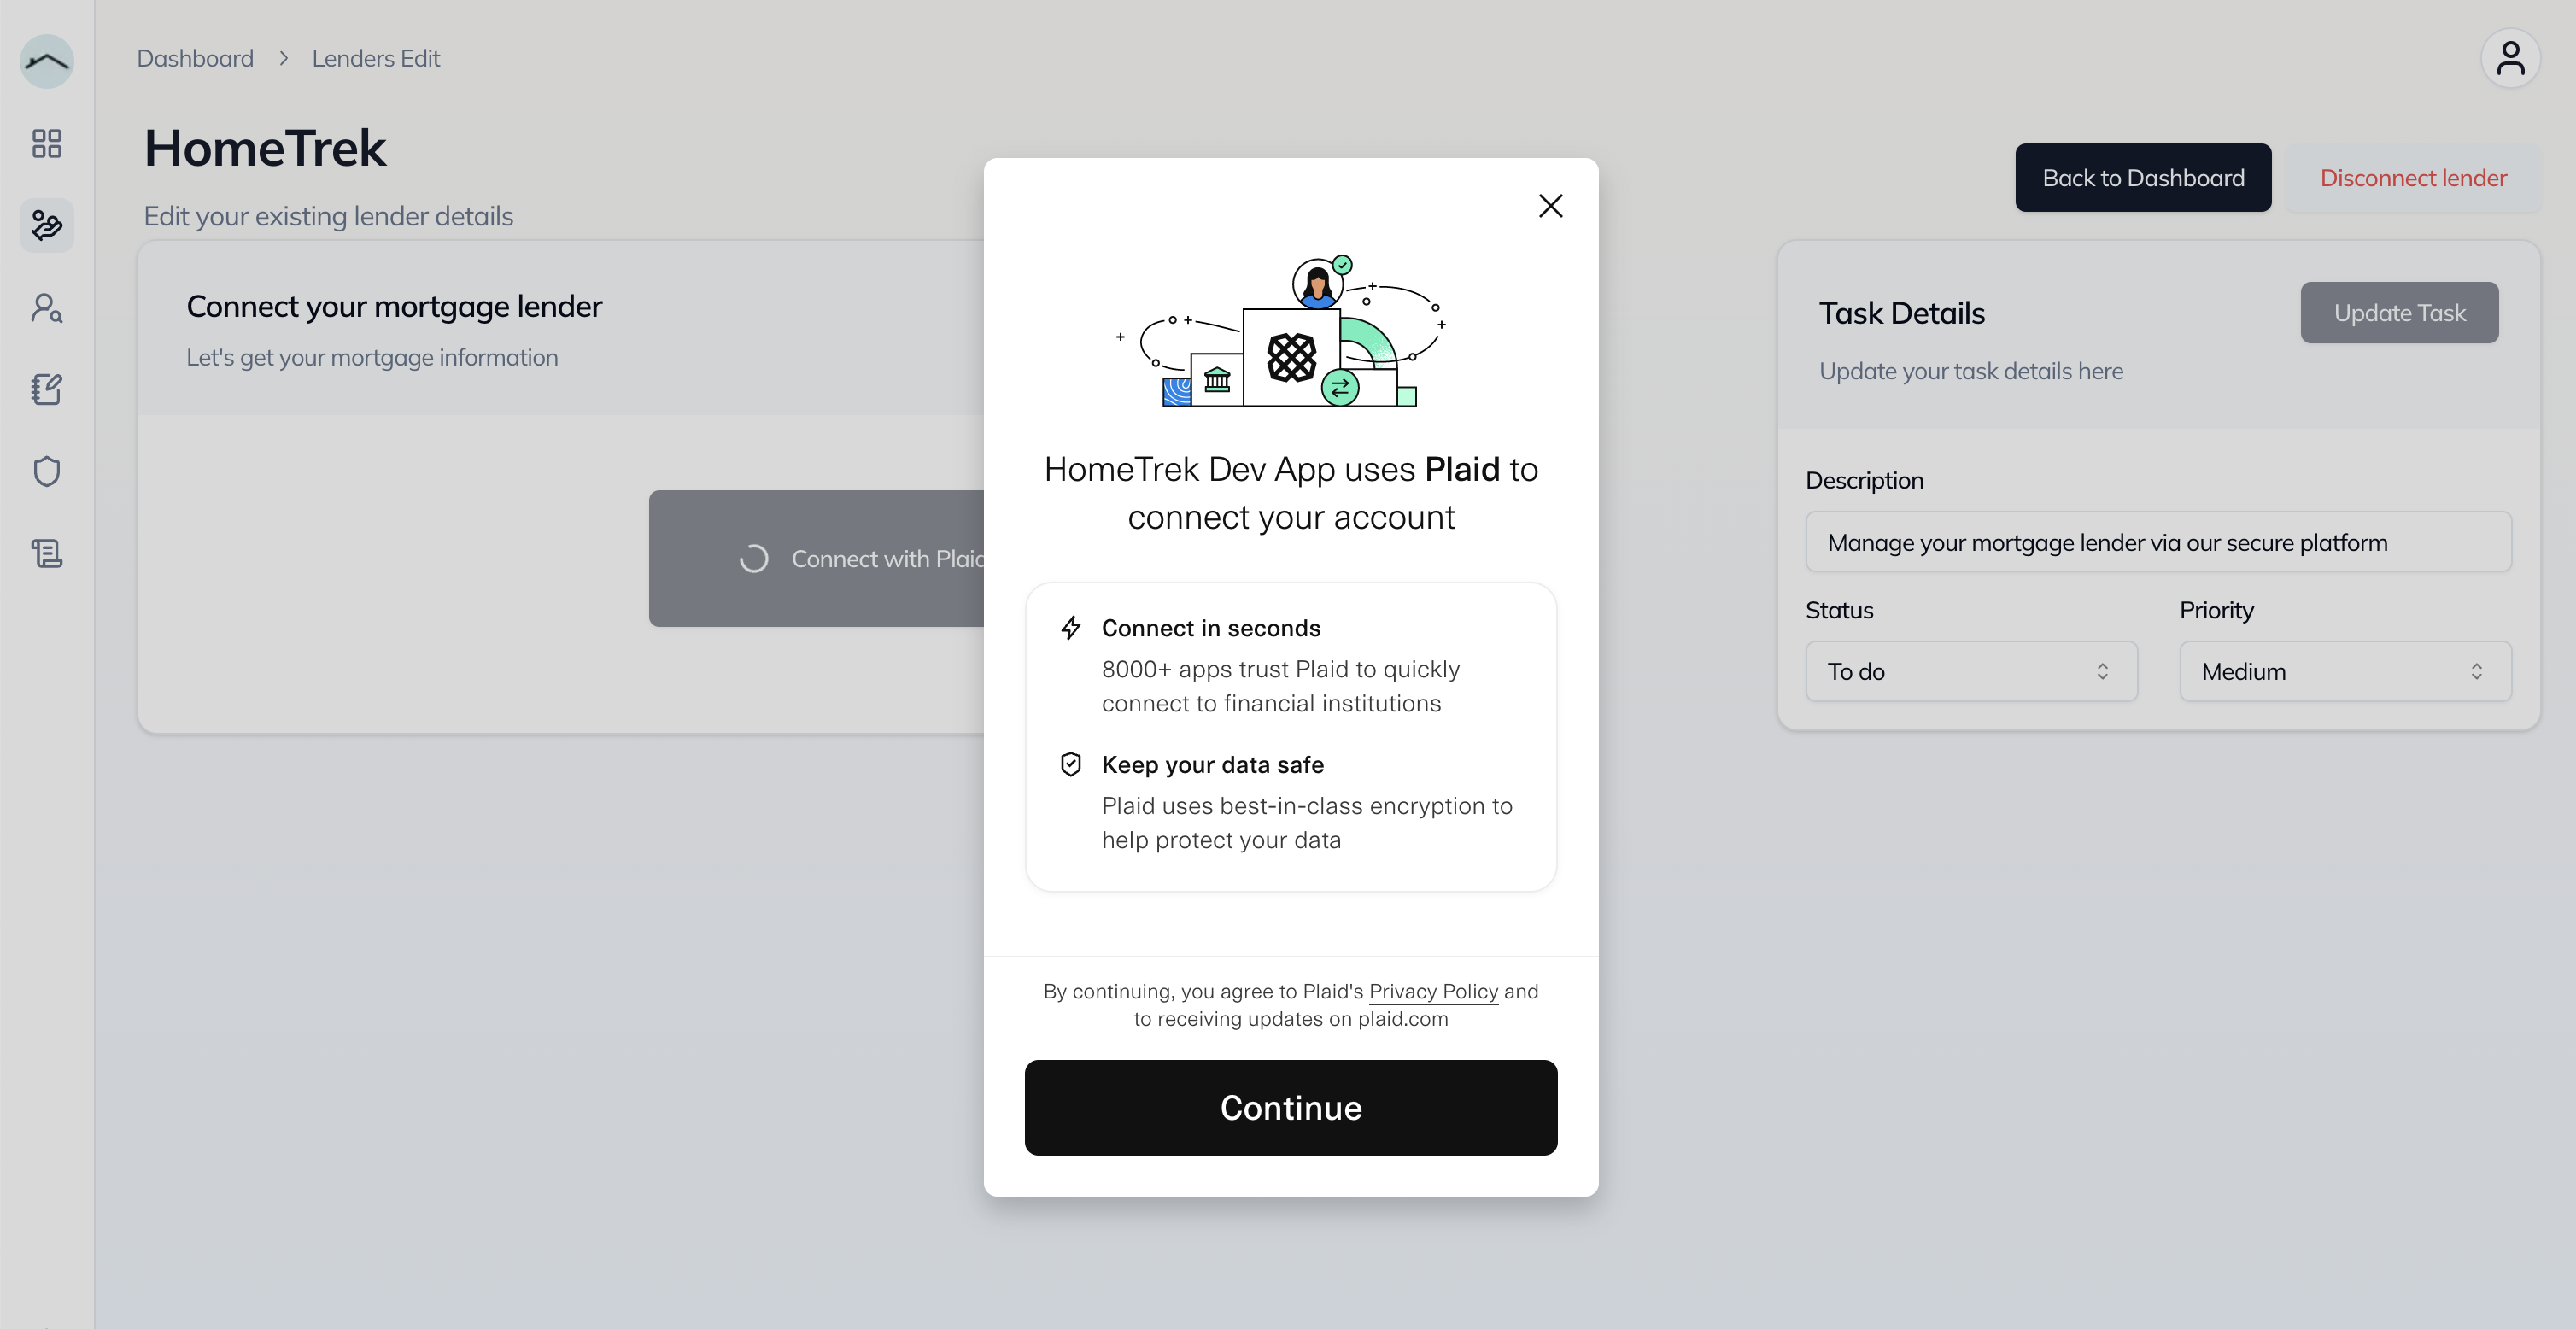 Dashboard > Lenders Edit
HomeTrek
Edit your existing lender details
Back to Dashboard
Disconnect lender
Connect your mortgage lender
Let's get your mortgage information
Connect with Plaid
HomeTrek Dev App uses Plaid to
connect your account
Connect in seconds
8000+ apps trust Plaid to quickly
connect to financial institutions
Keep your data safe
Plaid uses best-in-class encryption to
help protect your data
By continuing, you agree to Plaid's Privacy Policy and
to receiving updates on plaid.com
Continue
Task Details
Update Task
Update your task details here
Description
Manage your mortgage lender via our secure platform
Status
Priority
To do
Medium